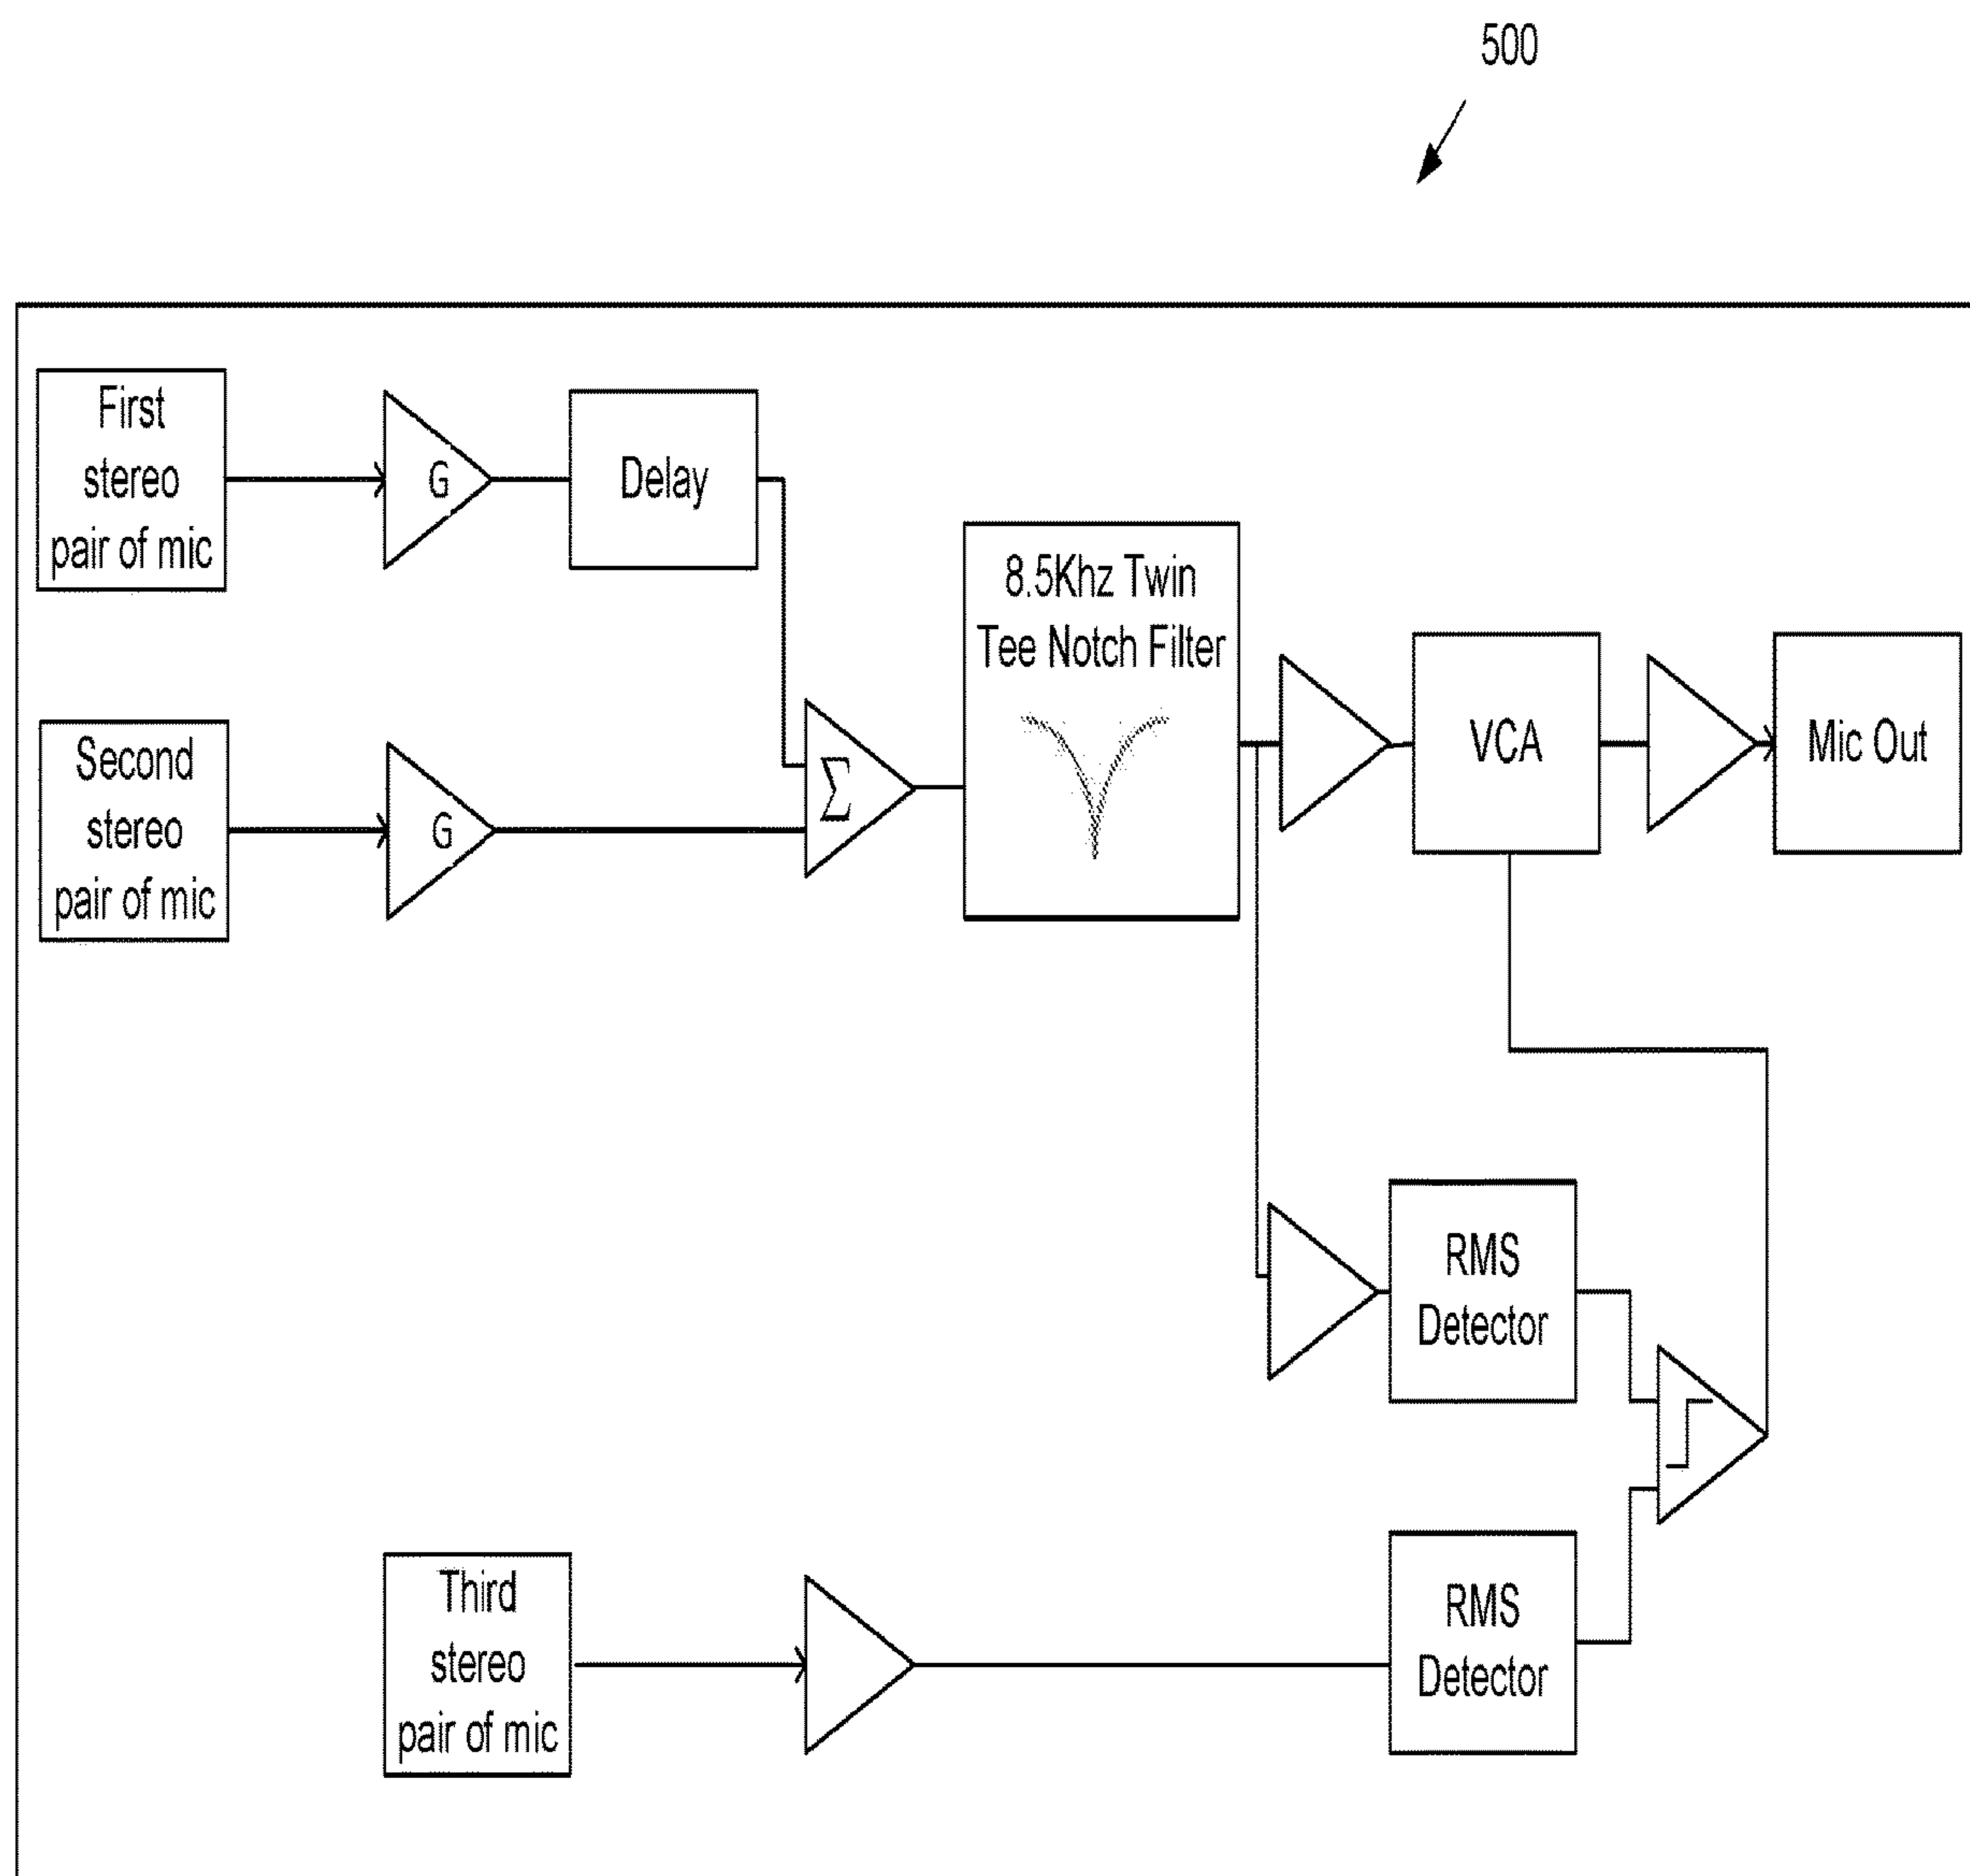 500
First
stereo
pair of mic
G
Delay
8.5Khz Twin
Tee Notch Filter
Second
stereo
pair of mic
G
Σ
VCA
Mic Out
RMS
Detector
Third
stereo
pair of mic
RMS
Detector